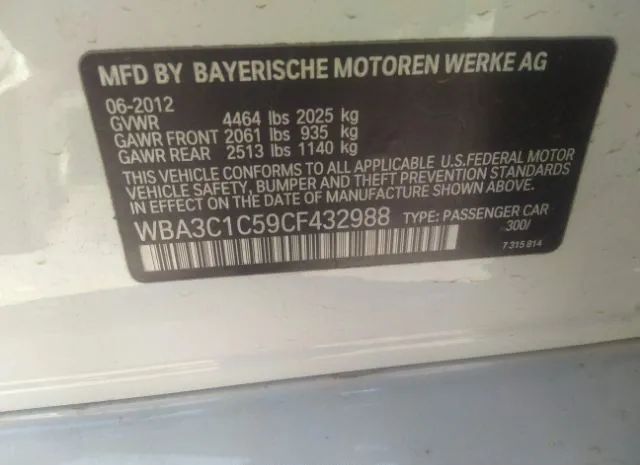 MFD BY BAYERISCHE MOTOREN WERKE AG
06-2012
GVWR 4464 lbs 2025 kg
GAWR FRONT 2061 lbs 935 kg
GAWR REAR 2513 lbs 1140 kg
THIS VEHICLE CONFORMS TO ALL APPLICABLE U.S.FEDERAL MOTOR
VEHICLE SAFETY, BUMPER AND THEFT PREVENTION STANDARDS
IN EFFECT ON THE DATE OF MANUFACTURE SHOWN ABOVE.
WBA3C1C59CF432988 TYPE: PASSENGER CAR
300/
7 315 814